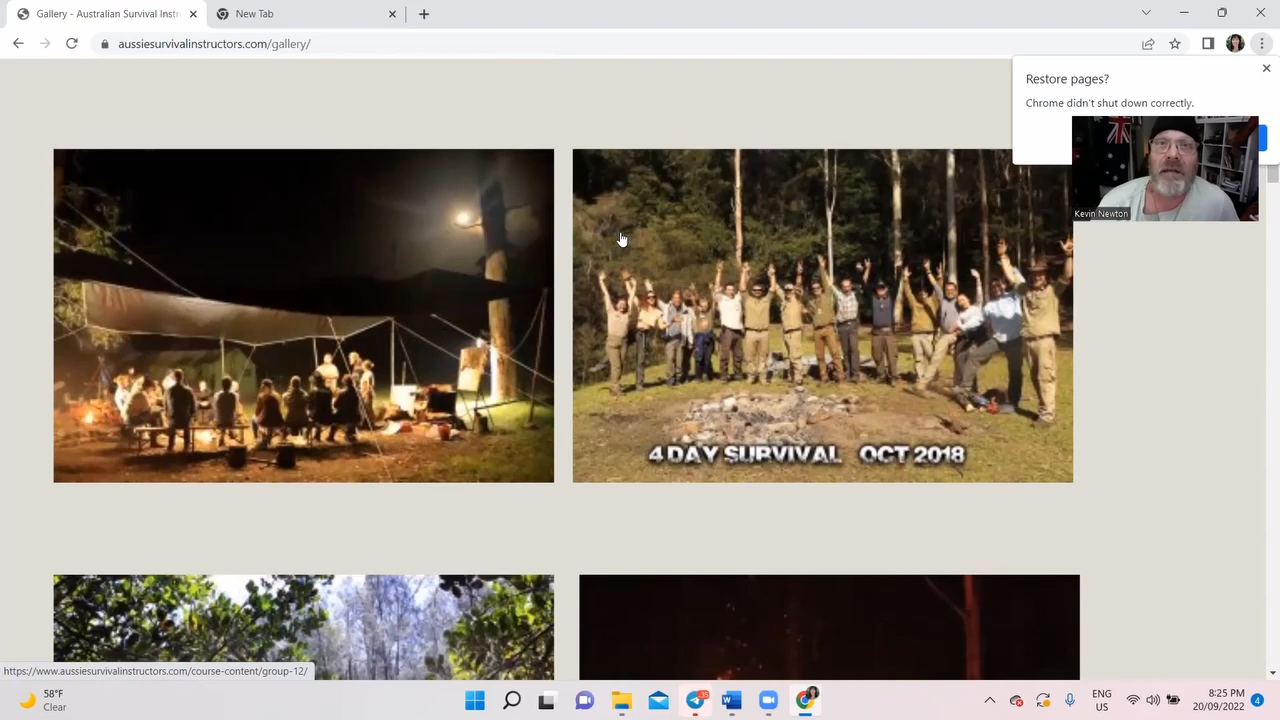 Gallery - Australian Survival Instr
New Tab
aussiesurvivalinstructors.com/gallery/
Restore pages?
Chrome didn't shut down correctly.
Kevin Newton
4 DAY SURVIVAL OCT 2018
https://www.aussiesurvivalinstructors.com/course-content/group-12/
58°F
Clear
35
ENG
US
8:25 PM
20/09/2022
4